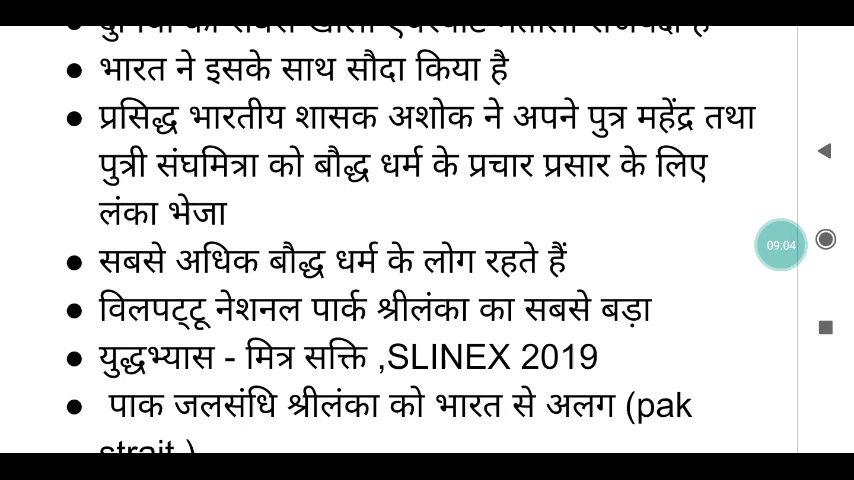 ● भारत ने इसके साथ सौदा किया है
● प्रसिद्ध भारतीय शासक अशोक ने अपने पुत्र महेंद्र तथा
पुत्री संघमित्रा को बौद्ध धर्म के प्रचार प्रसार के लिए
लंका भेजा
● सबसे अधिक बौद्ध धर्म के लोग रहते हैं
● विलपट्टू नेशनल पार्क श्रीलंका का सबसे बड़ा
● युद्धभ्यास - मित्र सक्ति ,SLINEX 2019
● पाक जलसंधि श्रीलंका को भारत से अलग (pak
strait )
09:04